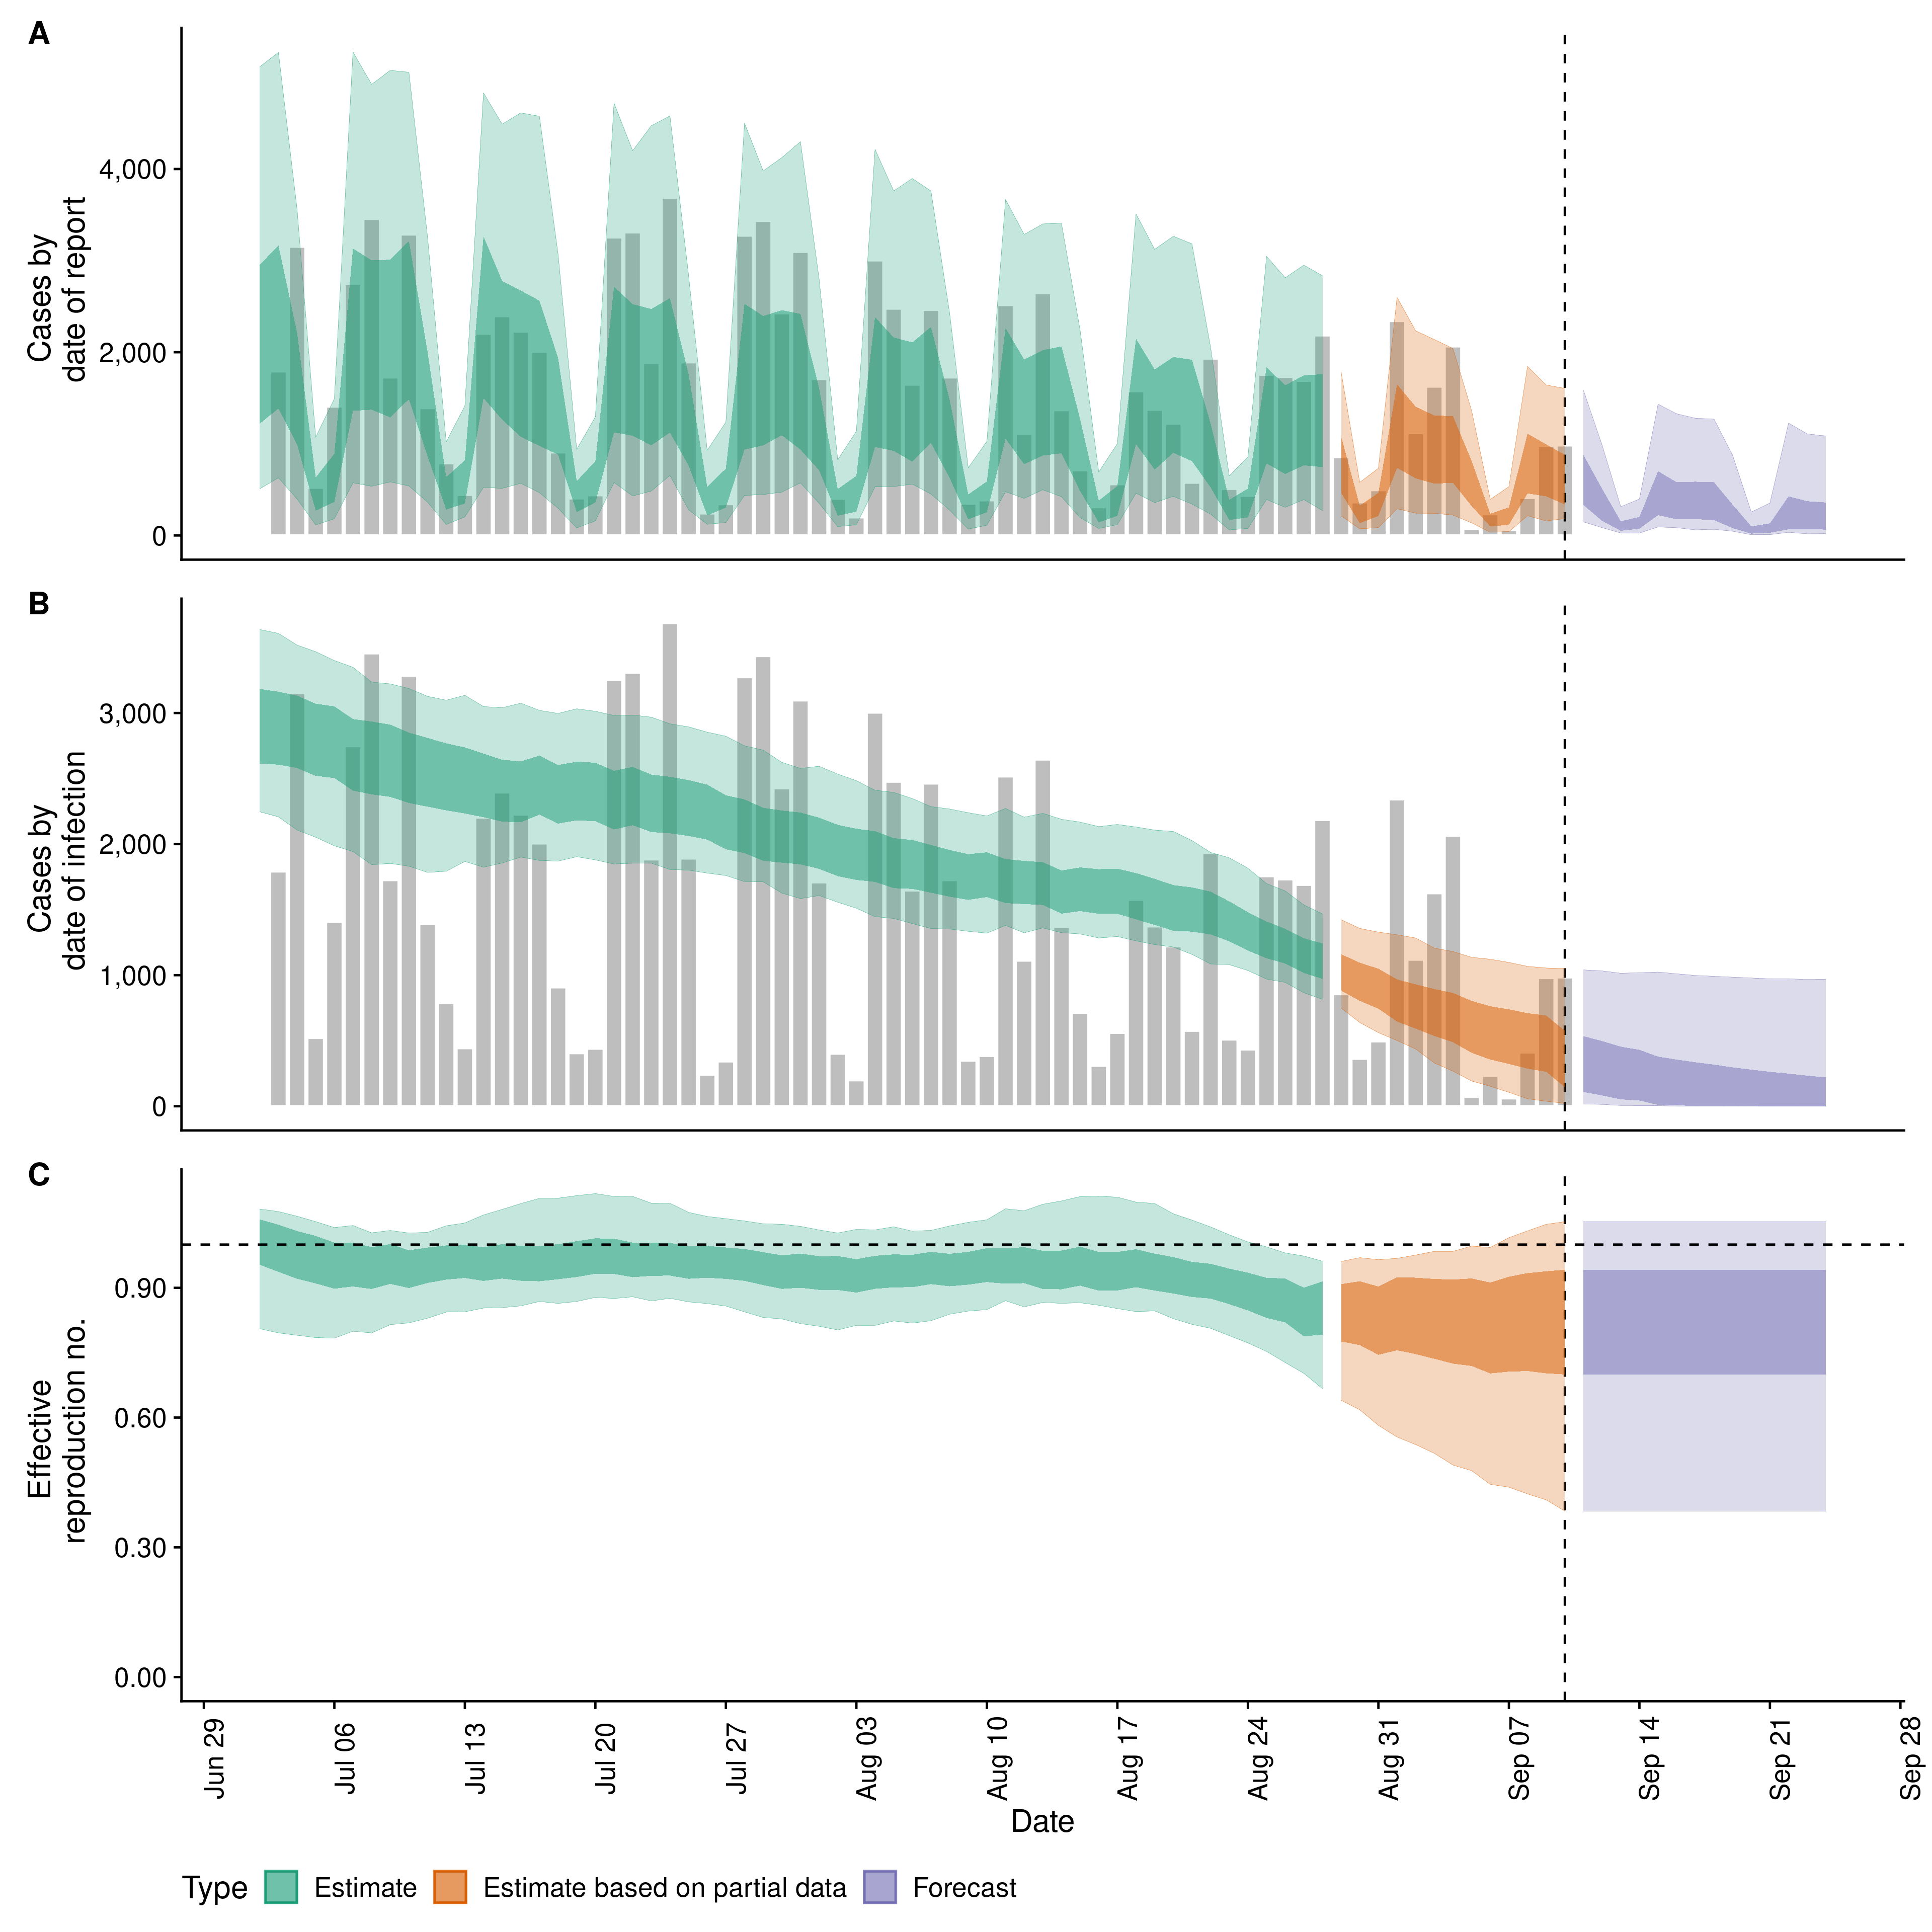 A
Cases by
date of report
4,000
2,000
0
B
Cases by
date of infection
3,000
2,000
1,000
0
C
Effective
reproduction no.
0.90
0.60
0.30
0.00
Jun 29
Jul 06
Jul 13
Jul 20
Jul 27
Aug 03
Aug 10
Aug 17
Aug 24
Aug 31
Sep 07
Sep 14
Sep 21
Sep 28
Date
Type Estimate Estimate based on partial data Forecast